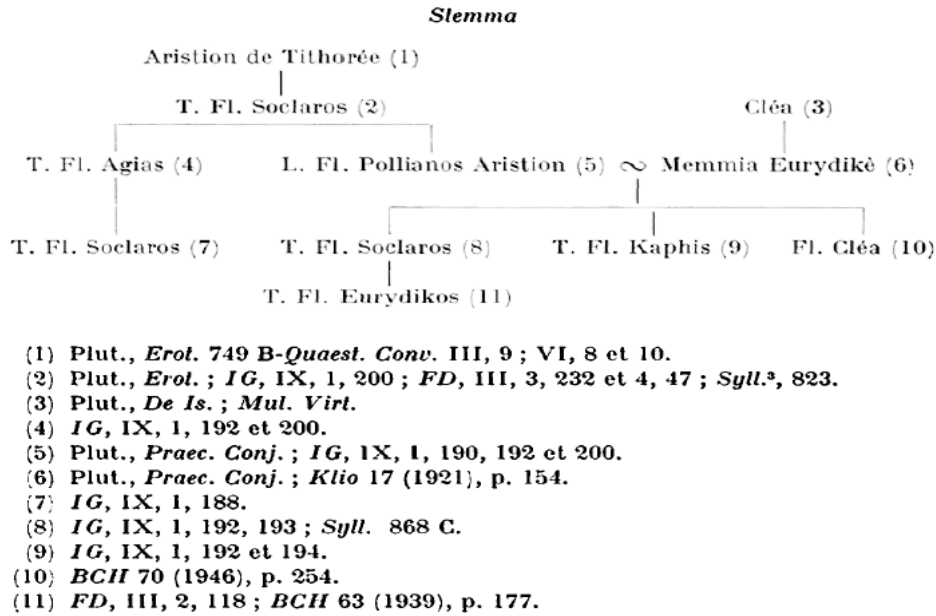 Slemma
Aristion de Tithorée (1)
T. Fl. Soclaros (2) Cléa (3)
T. Fl. Agias (4) L. Fl. Pollianos Aristion (5) ∾ Memmia Eurydikè (6)
T. Fl. Soclaros (7) T. Fl. Soclaros (8) T. Fl. Kaphis (9) Fl. Cléa (10)
T. Fl. Eurydikos (11)
(1) Plut., Erot. 749 B-Quaest. Conv. III, 9 ; VI, 8 et 10.
(2) Plut., Erot. ; IG, IX, 1, 200 ; FD, III, 3, 232 et 4, 47 ; Syll.³, 823.
(3) Plut., De Is. ; Mul. Virt.
(4) IG, IX, 1, 192 et 200.
(5) Plut., Praec. Conj. ; IG, IX, 1, 190, 192 et 200.
(6) Plut., Praec. Conj. ; Klio 17 (1921), p. 154.
(7) IG, IX, 1, 188.
(8) IG, IX, 1, 192, 193 ; Syll. 868 C.
(9) IG, IX, 1, 192 et 194.
(10) BCH 70 (1946), p. 254.
(11) FD, III, 2, 118 ; BCH 63 (1939), p. 177.